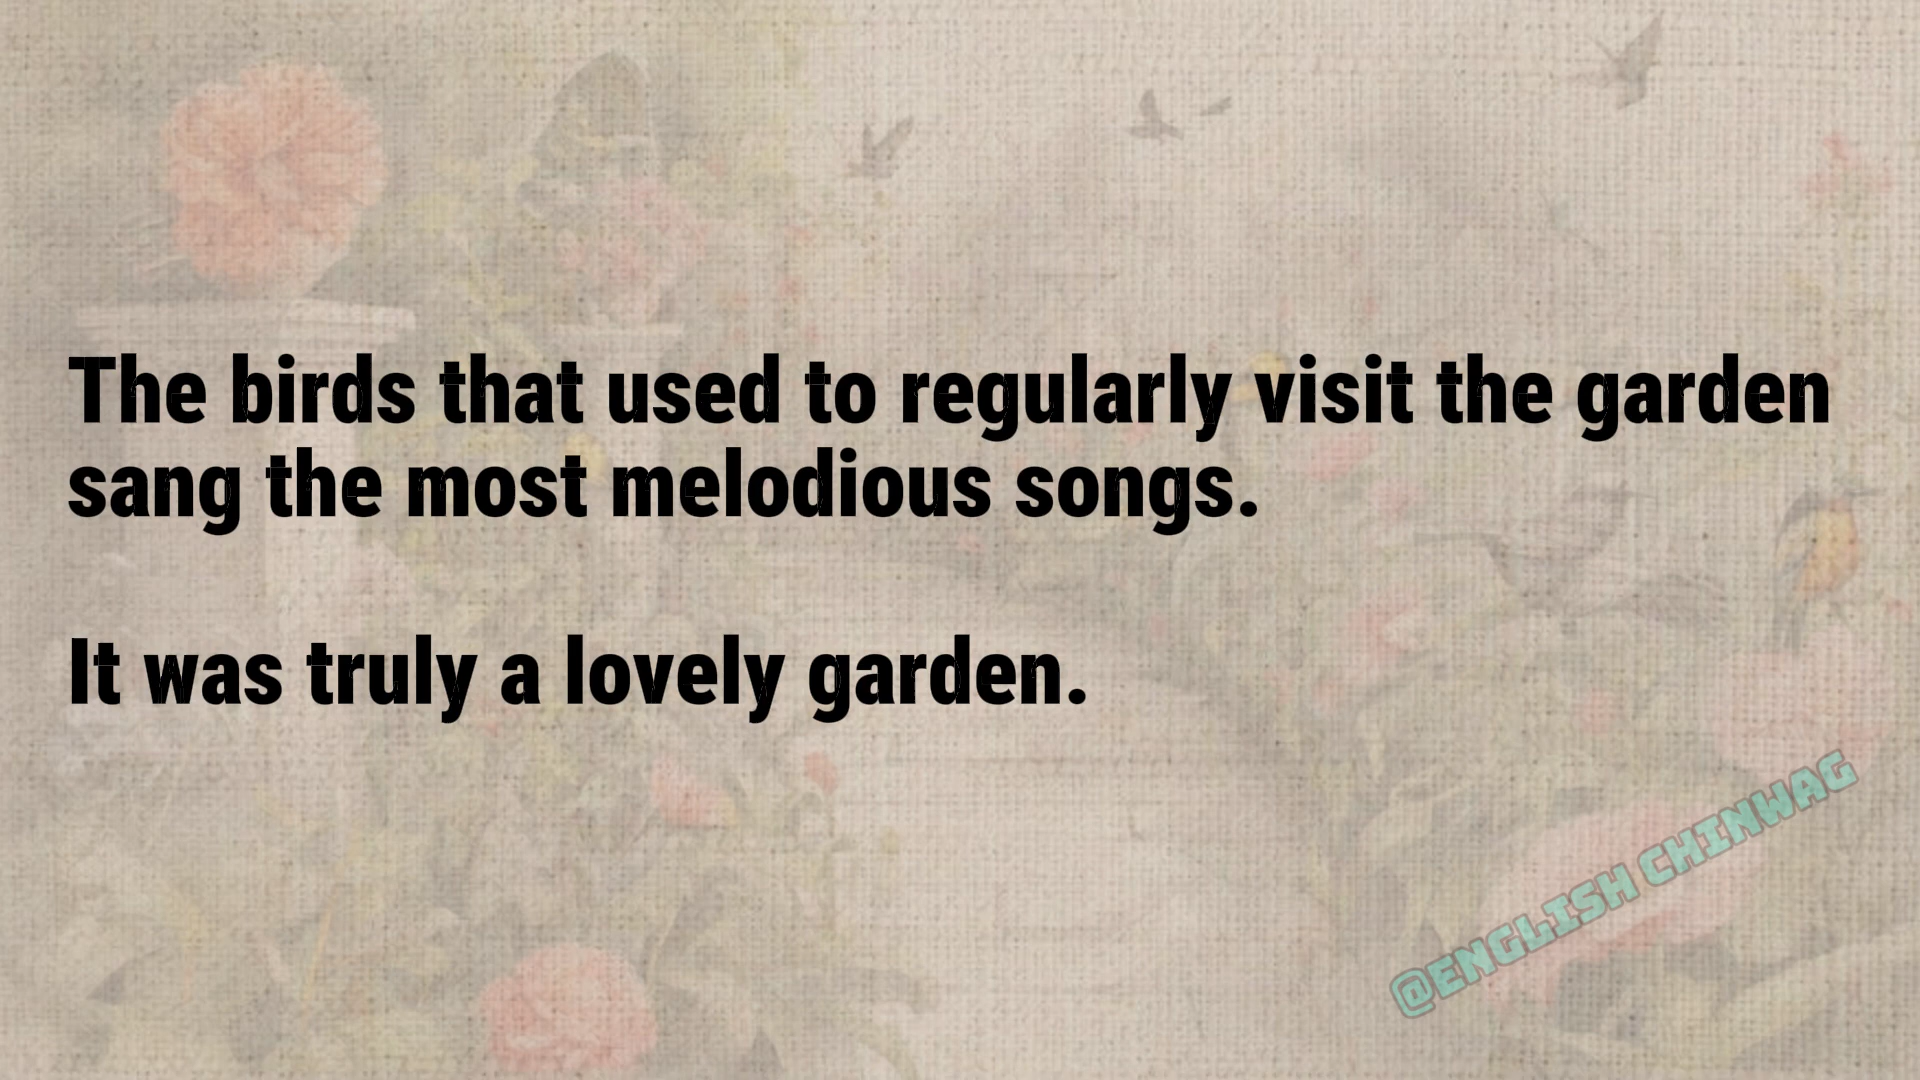 The birds that used to regularly visit the garden
sang the most melodious songs.
It was truly a lovely garden.
@ENGLISH CHINWAG